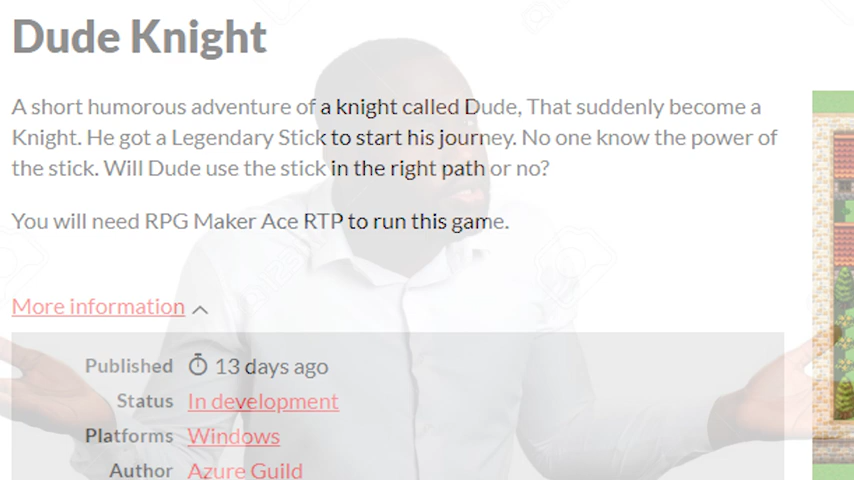 Dude Knight
A short humorous adventure of a knight called Dude, That suddenly become a
Knight. He got a Legendary Stick to start his journey. No one know the power of
the stick. Will Dude use the stick in the right path or no?
You will need RPG Maker Ace RTP to run this game.
More information
Published 13 days ago
Status In development
Platforms Windows
Author Azure Guild